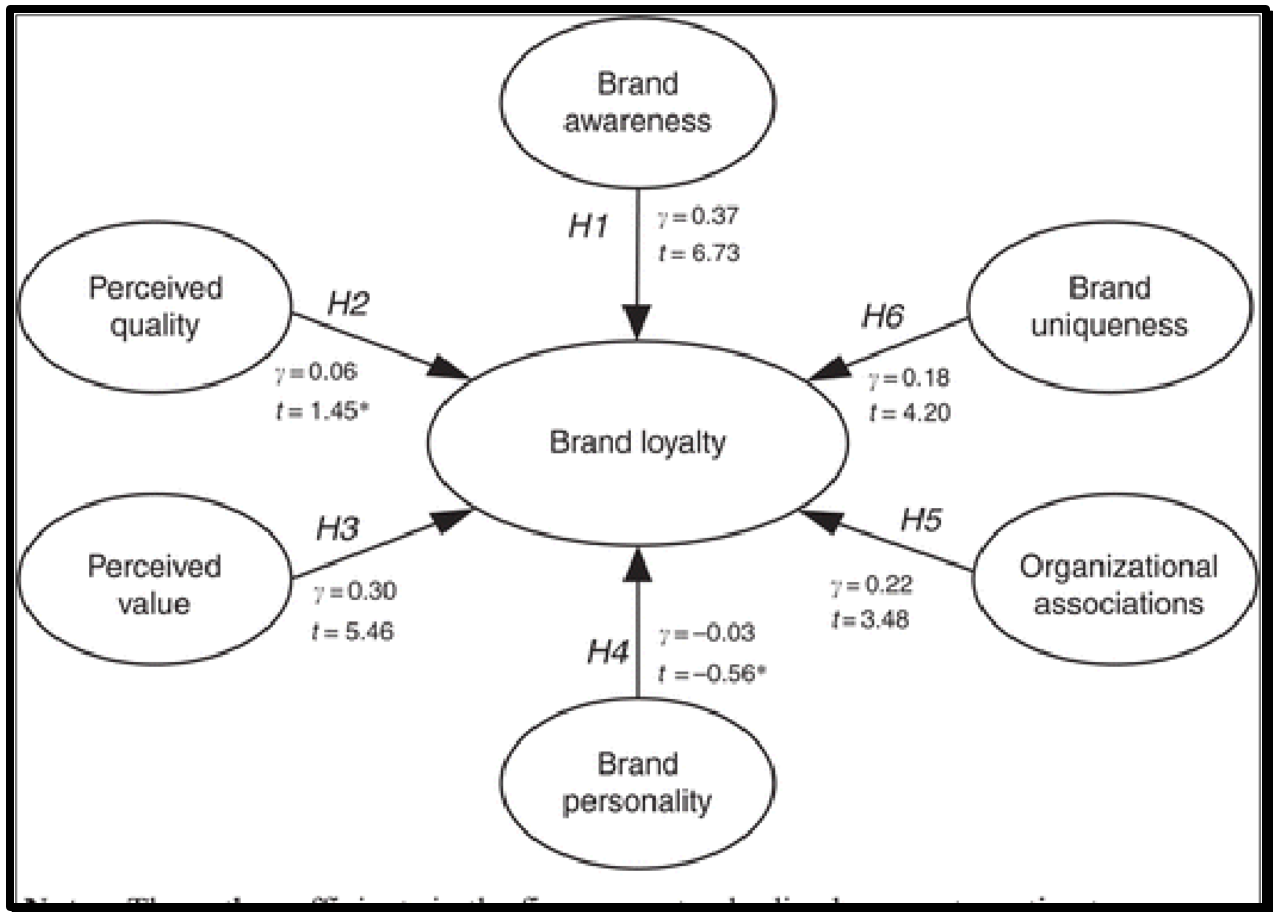 Brand
awareness
H1
γ=0.37
t= 6.73
Perceived
quality
H2
γ=0.06
t= 1.45*
Brand
uniqueness
H6
γ=0.18
t= 4.20
Brand loyalty
Perceived
value
H3
γ=0.30
t= 5.46
H5
Organizational
associations
γ=0.22
t=3.48
H4
γ=–0.03
t =–0.56*
Brand
personality